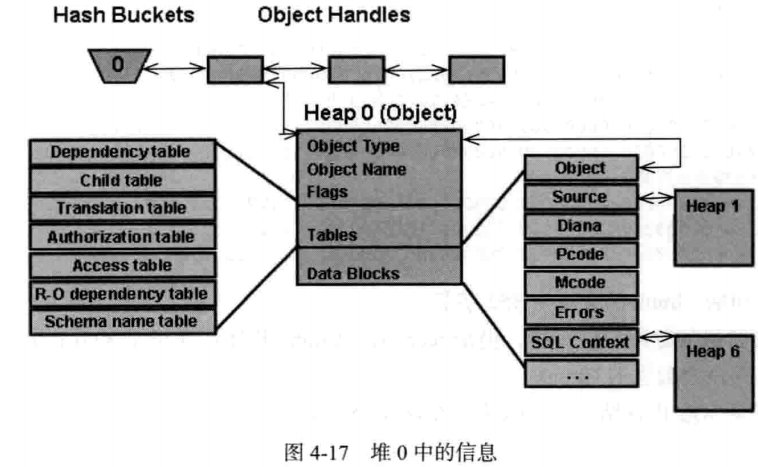 Hash Buckets
Object Handles
0
Heap 0 (Object)
Object Type
Object Name
Flags
Tables
Data Blocks
Dependency table
Child table
Translation table
Authorization table
Access table
R-O dependency table
Schema name table
Object
Source
Diana
Pcode
Mcode
Errors
SQL Context
...
Heap 1
Heap 6
图 4-17 堆 0 中的信息